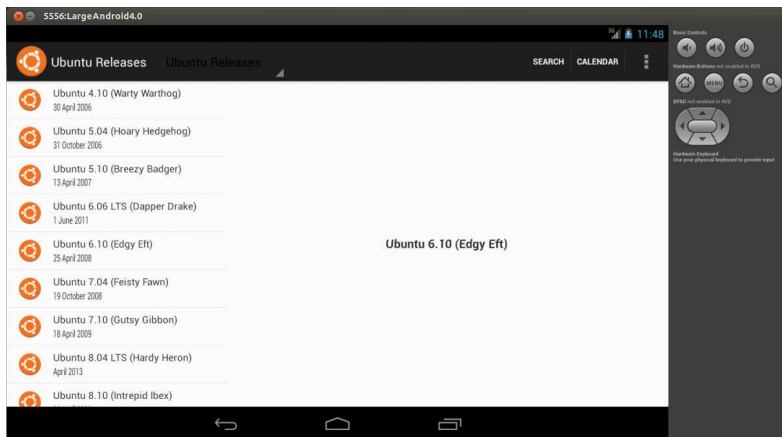 5556:LargeAndroid4.0
3G 11:48
Ubuntu Releases Ubuntu Releases SEARCH CALENDAR
Ubuntu 4.10 (Warty Warthog)
30 April 2006
Ubuntu 5.04 (Hoary Hedgehog)
31 October 2006
Ubuntu 5.10 (Breezy Badger)
13 April 2007
Ubuntu 6.06 LTS (Dapper Drake)
1 June 2011
Ubuntu 6.10 (Edgy Eft)
25 April 2008
Ubuntu 7.04 (Feisty Fawn)
19 October 2008
Ubuntu 7.10 (Gutsy Gibbon)
18 April 2009
Ubuntu 8.04 LTS (Hardy Heron)
April 2013
Ubuntu 8.10 (Intrepid Ibex)
Ubuntu 6.10 (Edgy Eft)
Basic Controls
Hardware Buttons not enabled in AVD
MENU
DPAD not enabled in AVD
Hardware Keyboard
Use your physical keyboard to provide input